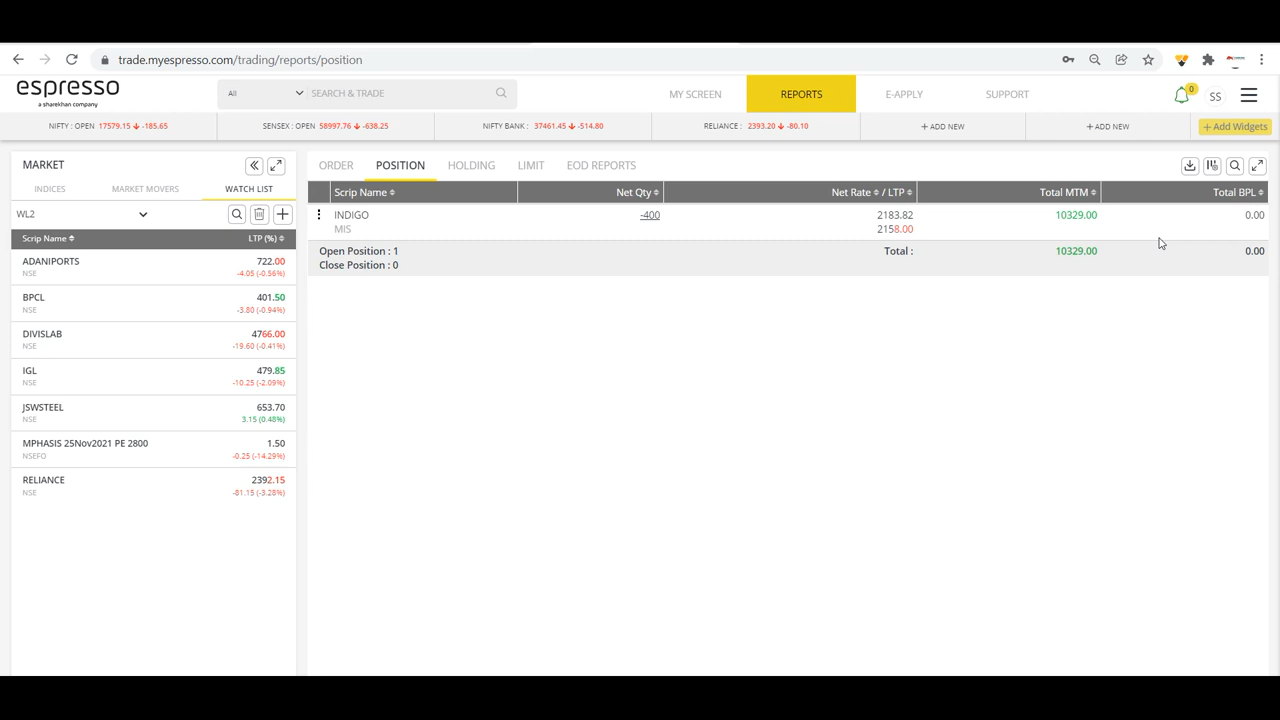 trade.myespresso.com/trading/reports/position
espresso
a sharekhan company
All SEARCH & TRADE
MY SCREEN REPORTS E-APPLY SUPPORT 0 SS
NIFTY : OPEN 17579.15 -185.65 SENSEX : OPEN 58997.76 -638.25 NIFTY BANK : 37461.45 -514.80 RELIANCE : 2393.20 -80.10 + ADD NEW + ADD NEW + Add Widgets
MARKET
INDICES MARKET MOVERS WATCH LIST
WL2
Scrip Name LTP (%)
ADANIPORTS 722.00
NSE -4.05 (-0.56%)
BPCL 401.50
NSE -3.80 (-0.94%)
DIVISLAB 4766.00
NSE -19.60 (-0.41%)
IGL 479.85
NSE -10.25 (-2.09%)
JSWSTEEL 653.70
NSE 3.15 (0.48%)
MPHASIS 25Nov2021 PE 2800 1.50
NSEFO -0.25 (-14.29%)
RELIANCE 2392.15
NSE -81.15 (-3.28%)
ORDER POSITION HOLDING LIMIT EOD REPORTS
Scrip Name Net Qty Net Rate / LTP Total MTM Total BPL
INDIGO -400 2183.82 10329.00 0.00
MIS 2158.00
Open Position : 1 Total : 10329.00 0.00
Close Position : 0